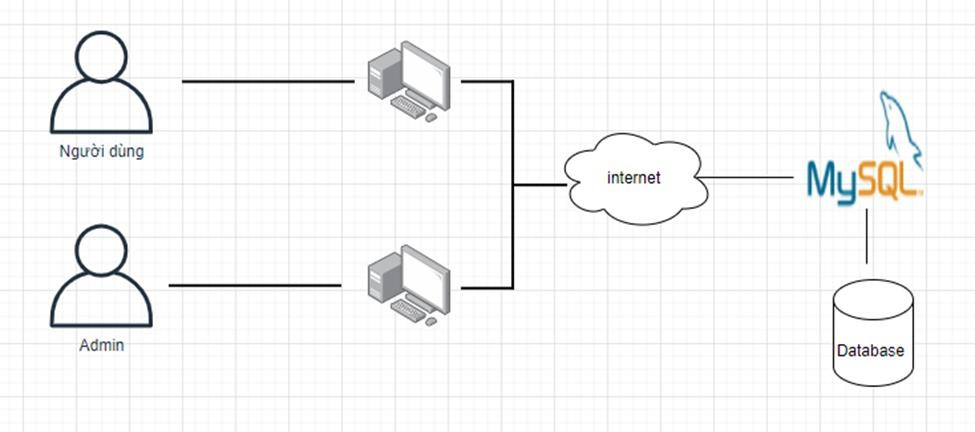 Người dùng
internet
MySQL
Database
Admin